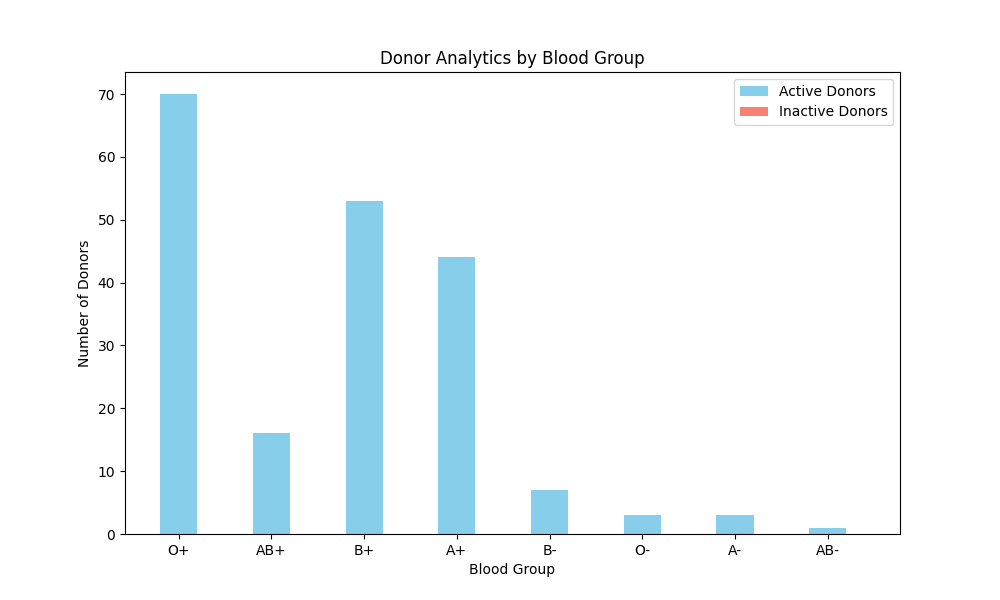 Donor Analytics by Blood Group
Active Donors
Inactive Donors
Number of Donors
70
60
50
40
30
20
10
0
O+ AB+ B+ A+ B- O- A- AB-
Blood Group